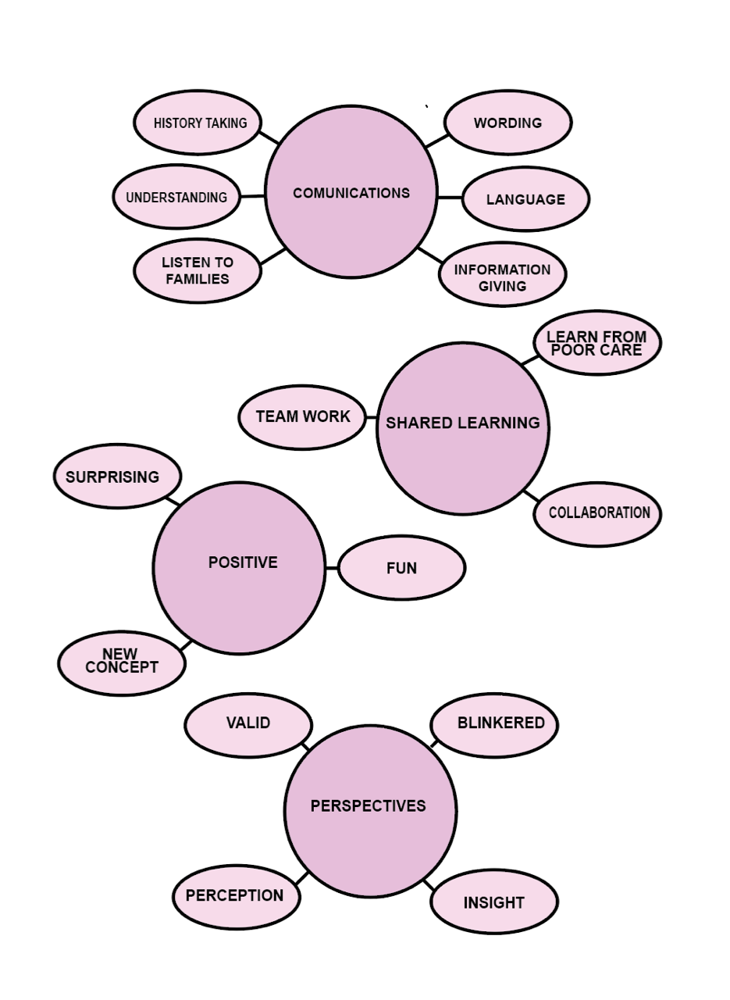 HISTORY TAKING
WORDING
COMUNICATIONS
UNDERSTANDING
LANGUAGE
LISTEN TO
FAMILIES
INFORMATION
GIVING
LEARN FROM
POOR CARE
TEAM WORK
SHARED LEARNING
COLLABORATION
SURPRISING
POSITIVE
FUN
NEW
CONCEPT
VALID
BLINKERED
PERSPECTIVES
PERCEPTION
INSIGHT